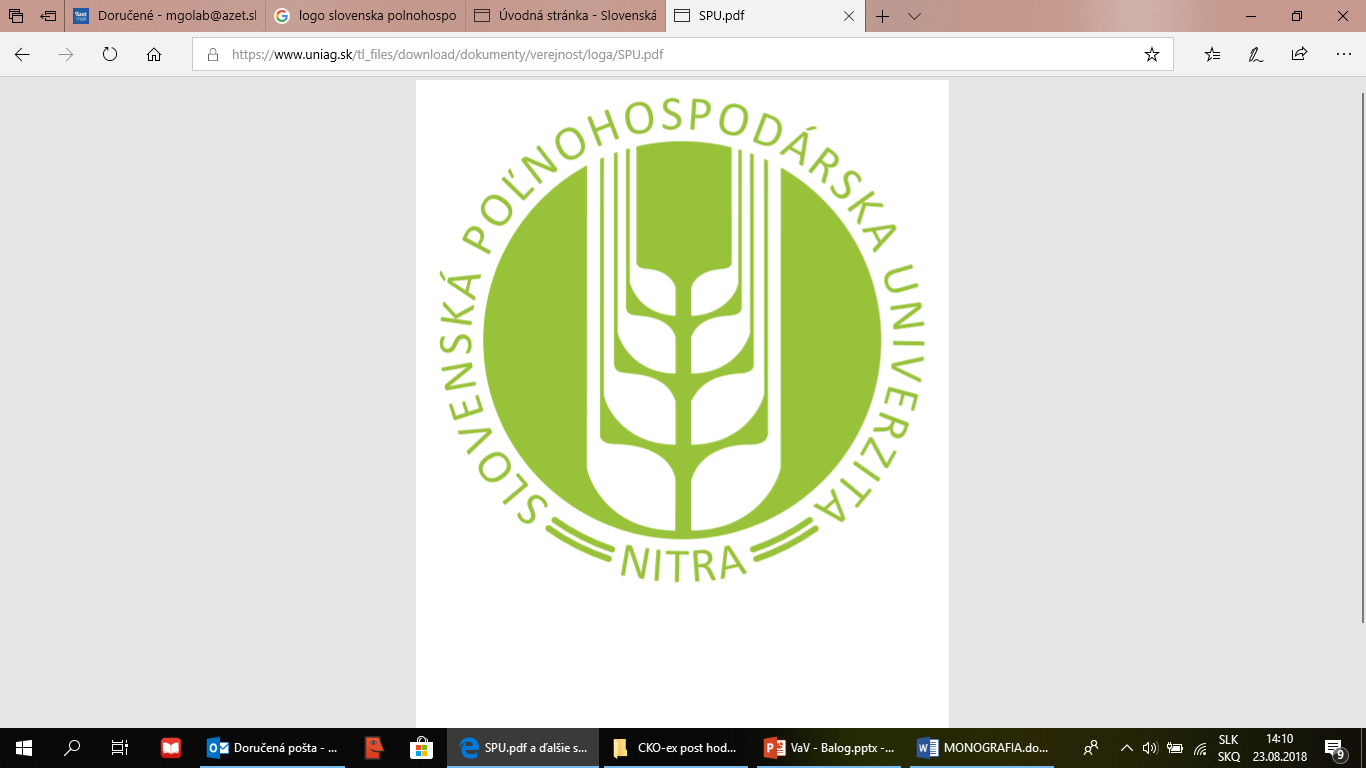 Doručené - mgolab@azet.sl
logo slovenska polnohospo
Úvodná stránka - Slovenská
SPU.pdf
https://www.uniag.sk/tl_files/download/dokumenty/verejnost/loga/SPU.pdf
SLOVENSKÁ POĽNOHOSPODÁRSKA UNIVERZITA
NITRA
Doručená pošta - ...
SPU.pdf a ďalšie s...
CKO-ex post hod...
VaV - Balog.pptx -...
MONOGRAFIA.do...
SLK
SKQ
14:10
23.08.2018
9